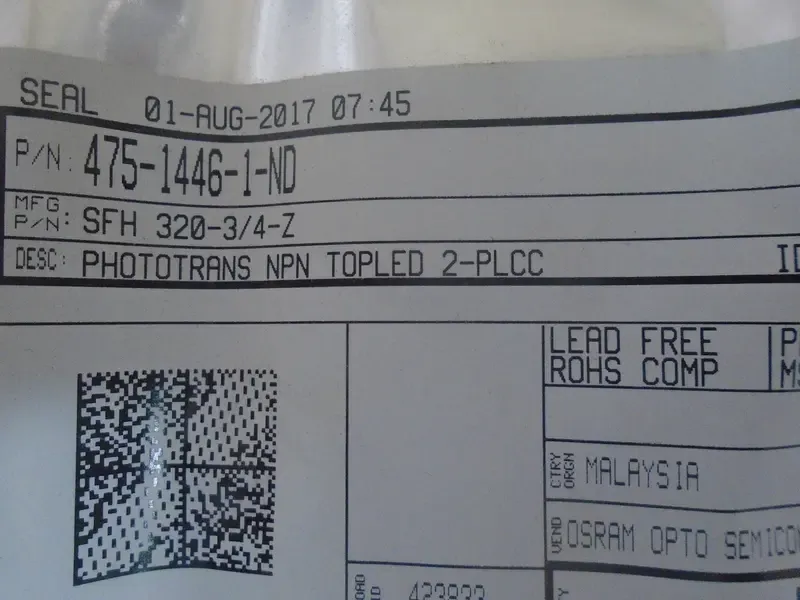 SEAL 01-AUG-2017 07:45
P/N: 475-1446-1-ND
MFG P/N: SFH 320-3/4-Z
DESC: PHOTOTRANS NPN TOPLED 2-PLCC
LEAD FREE
ROHS COMP
CTRY ORGN MALAYSIA
VEND OSRAM OPTO